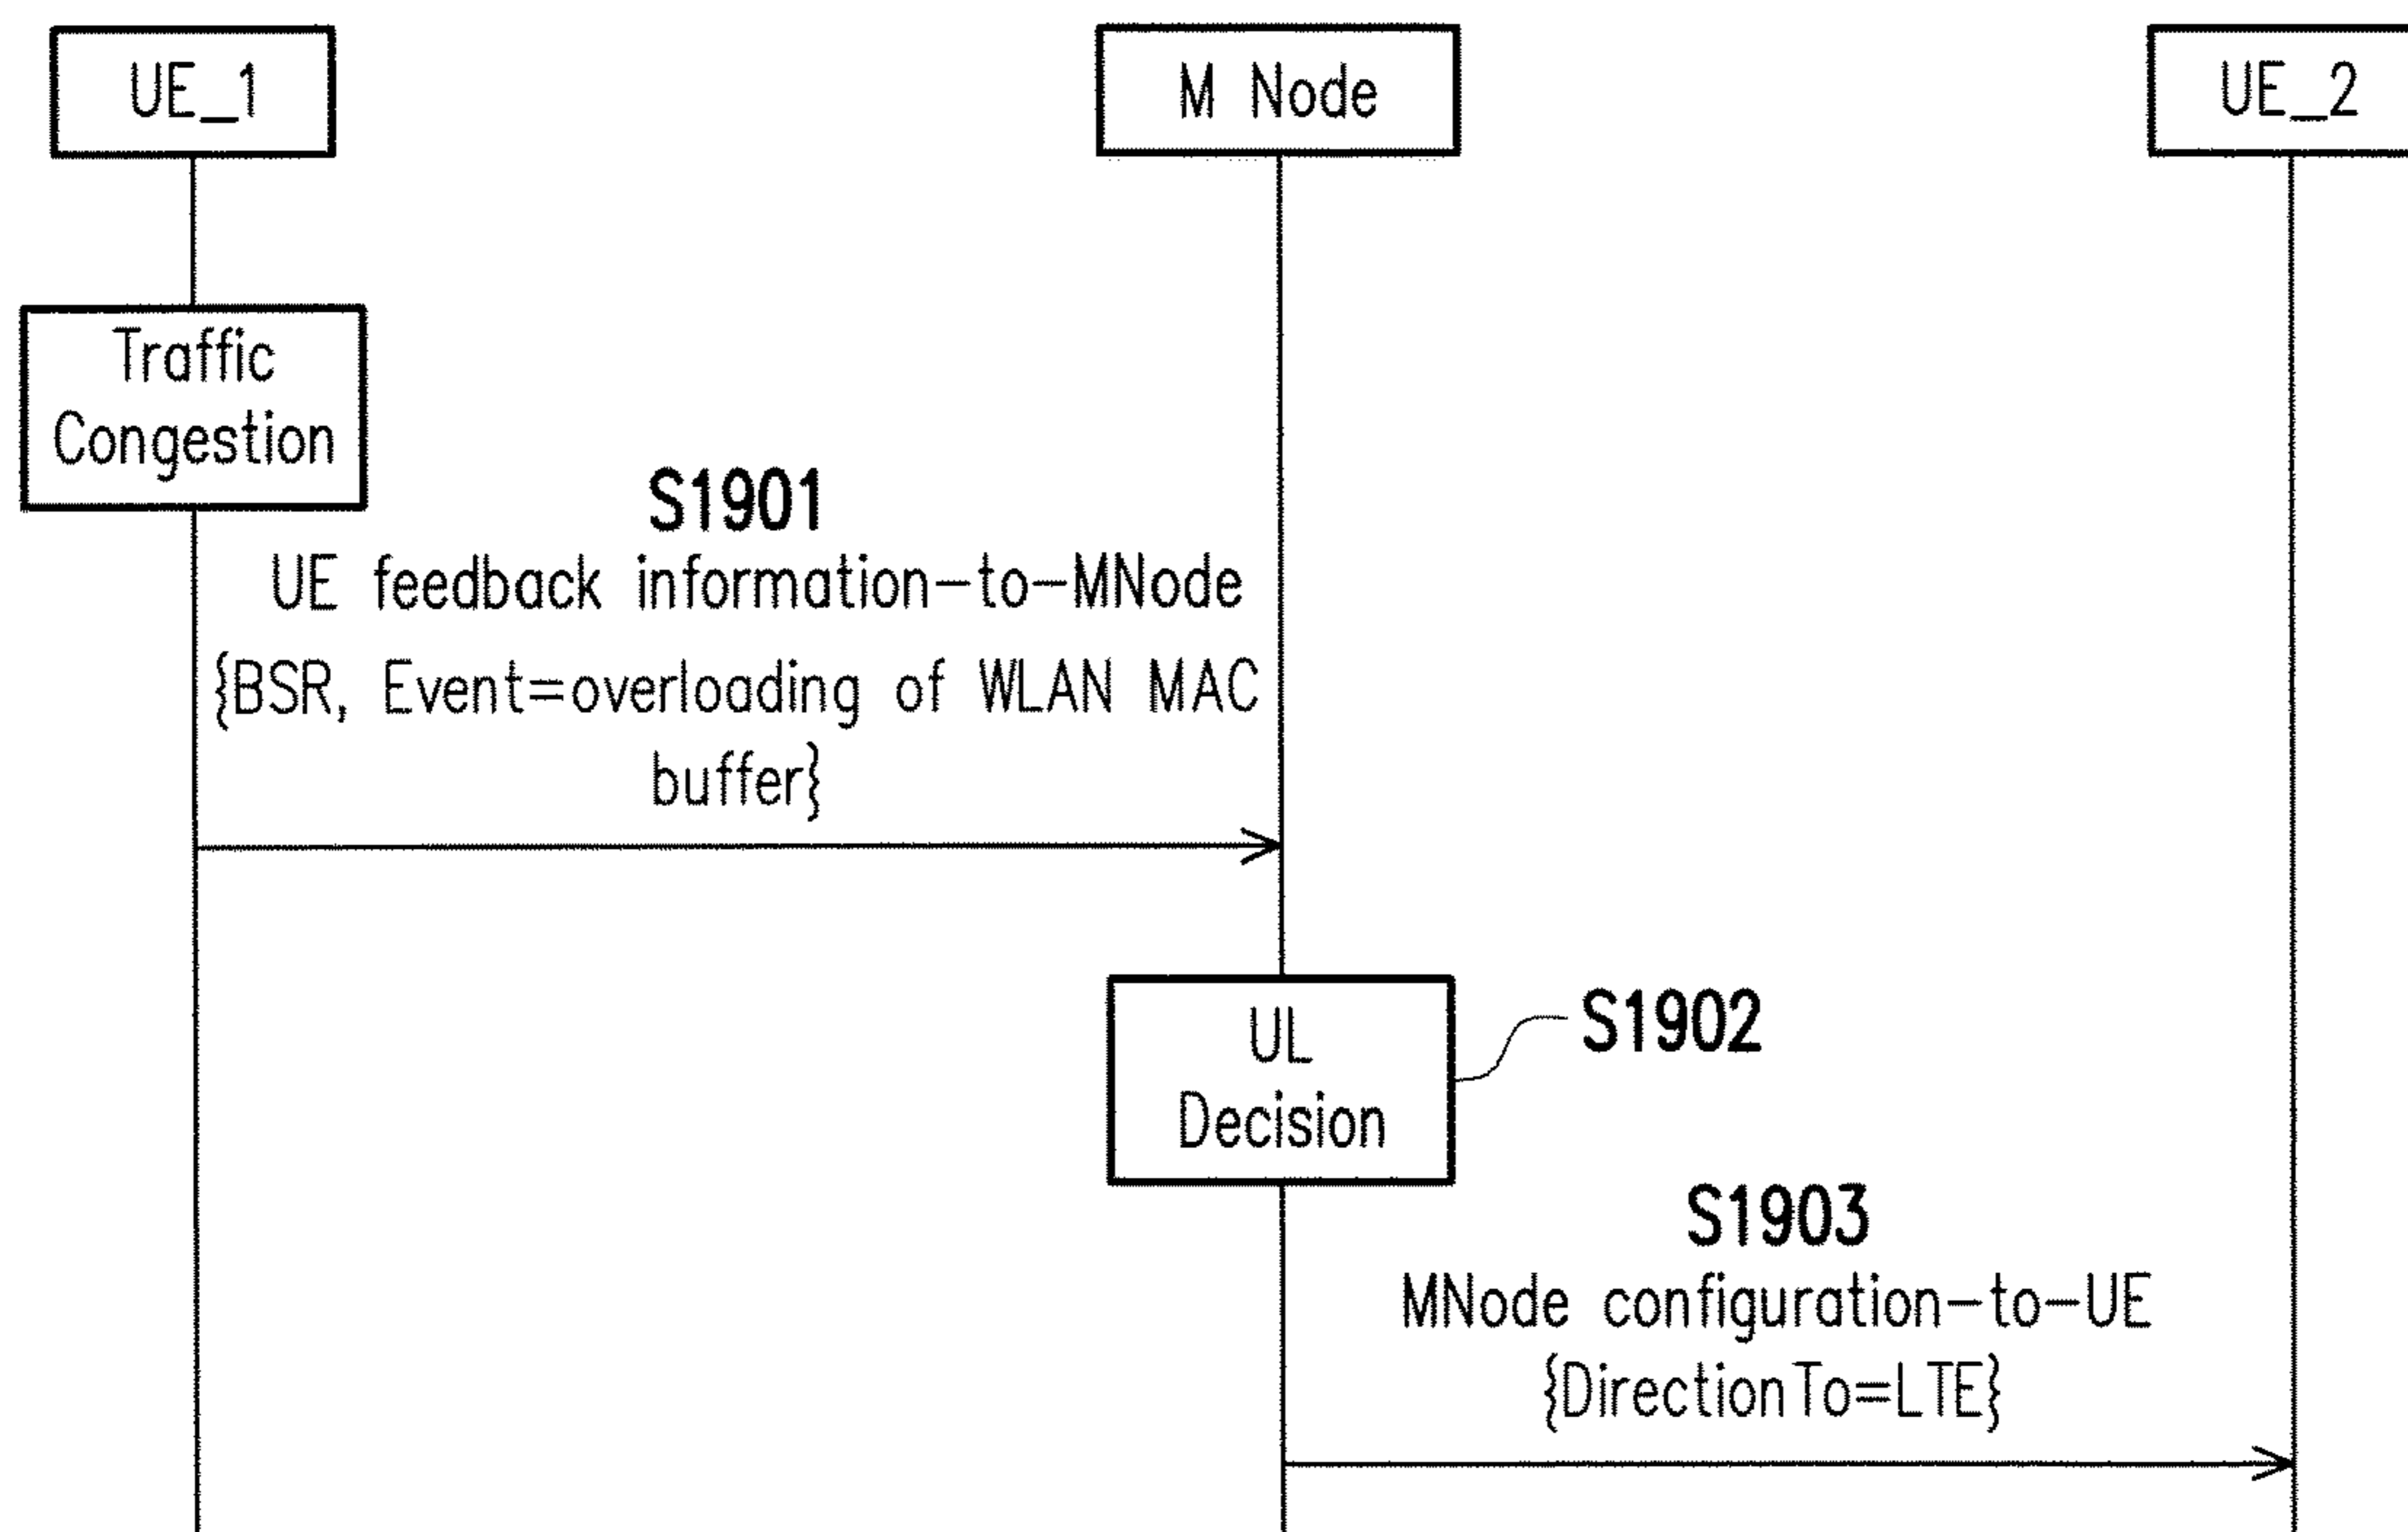 UE_1
M Node
UE_2
Traffic
Congestion
S1901
UE feedback information-to-MNode
{BSR, Event=overloading of WLAN MAC
buffer}
UL
Decision
S1902
S1903
MNode configuration-to-UE
{DirectionTo=LTE}